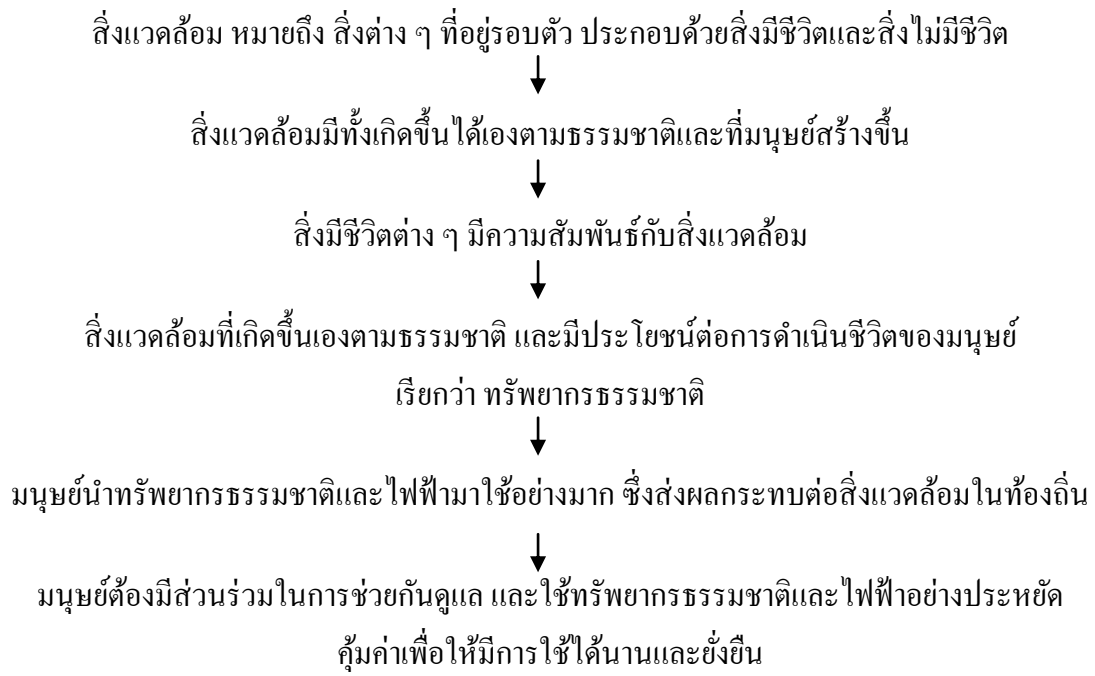 สิ่งแวดล้อม หมายถึง สิ่งต่าง ๆ ที่อยู่รอบตัว ประกอบด้วยสิ่งมีชีวิตและสิ่งไม่มีชีวิต
สิ่งแวดล้อมมีทั้งเกิดขึ้นได้เองตามธรรมชาติและที่มนุษย์สร้างขึ้น
สิ่งมีชีวิตต่าง ๆ มีความสัมพันธ์กับสิ่งแวดล้อม
สิ่งแวดล้อมที่เกิดขึ้นเองตามธรรมชาติ และมีประโยชน์ต่อการดำเนินชีวิตของมนุษย์
เรียกว่า ทรัพยากรธรรมชาติ
มนุษย์นำทรัพยากรธรรมชาติและไฟฟ้ามาใช้อย่างมาก ซึ่งส่งผลกระทบต่อสิ่งแวดล้อมในท้องถิ่น
มนุษย์ต้องมีส่วนร่วมในการช่วยกันดูแล และใช้ทรัพยากรธรรมชาติและไฟฟ้าอย่างประหยัด
คุ้มค่าเพื่อให้มีการใช้ได้นานและยั่งยืน